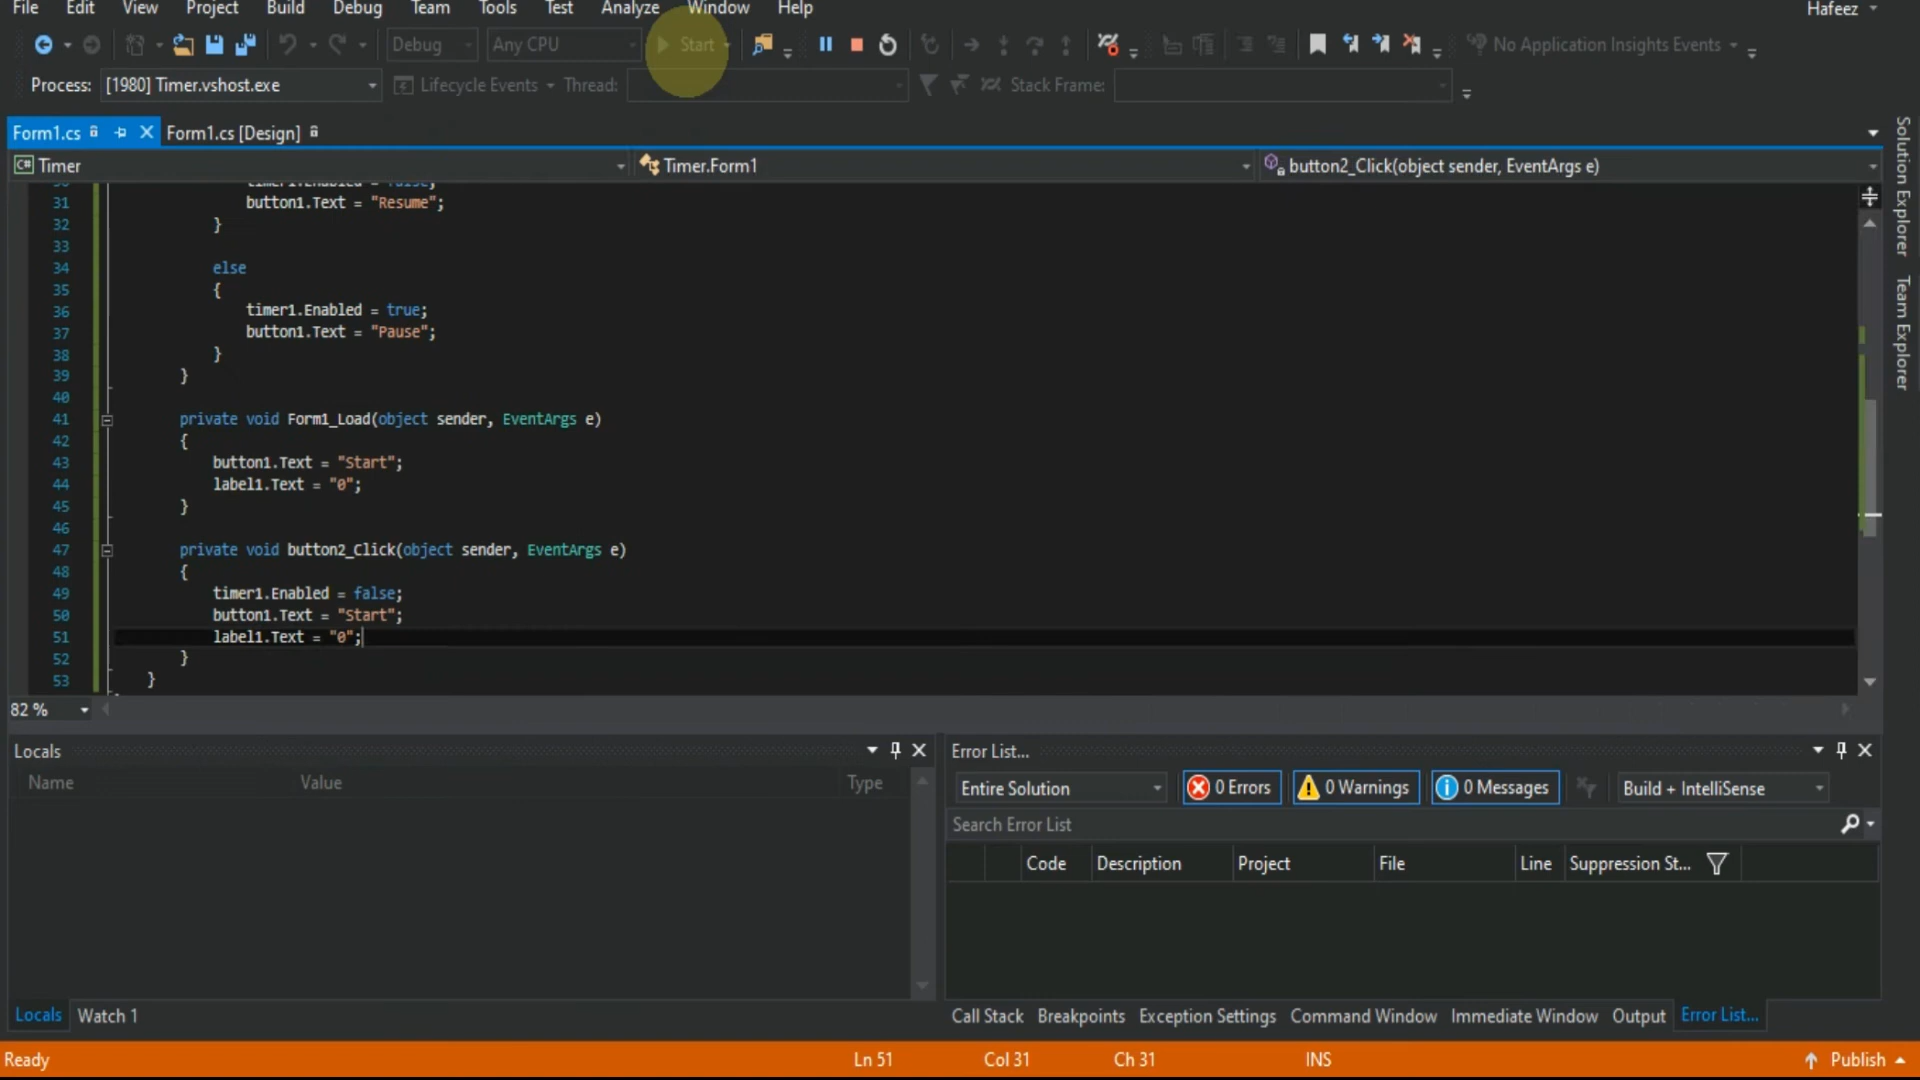 File Edit View Project Build Debug Team Tools Test Analyze Window Help Hafeez
Debug Any CPU Start No Application Insights Events
Process: [1980] Timer.vshost.exe Lifecycle Events Thread: Stack Frame:
Form1.cs Form1.cs [Design]
C# Timer Timer.Form1 button2_Click(object sender, EventArgs e)
timer1.Enabled = false;
31 button1.Text = "Resume";
32 }
33
34 else
35 {
36 timer1.Enabled = true;
37 button1.Text = "Pause";
38 }
39 }
40
41 private void Form1_Load(object sender, EventArgs e)
42 {
43 button1.Text = "Start";
44 label1.Text = "0";
45 }
46
47 private void button2_Click(object sender, EventArgs e)
48 {
49 timer1.Enabled = false;
50 button1.Text = "Start";
51 label1.Text = "0";
52 }
53 }
82 %
Solution Explorer
Team Explorer
Locals
Name Value Type
Locals Watch 1
Error List...
Entire Solution 0 Errors 0 Warnings 0 Messages Build + IntelliSense
Search Error List
Code Description Project File Line Suppression St...
Call Stack Breakpoints Exception Settings Command Window Immediate Window Output Error List...
Ready Ln 51 Col 31 Ch 31 INS Publish